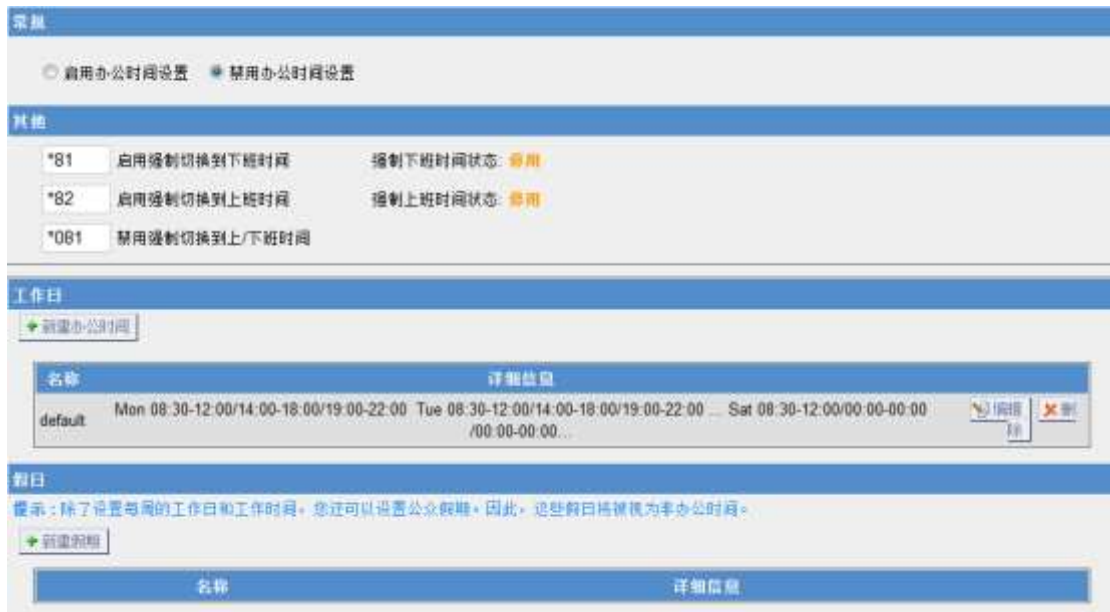 常规
启用办公时间设置 禁用办公时间设置
其他
*81 启用强制切换到下班时间 强制下班时间状态: 停用
*82 启用强制切换到上班时间 强制上班时间状态: 停用
*081 禁用强制切换到上/下班时间
工作日
新建办公时间
名称 详细信息
default Mon 08:30-12:00/14:00-18:00/19:00-22:00 Tue 08:30-12:00/14:00-18:00/19:00-22:00 ... Sat 08:30-12:00/00:00-00:00 编辑 删
/00:00-00:00... 除
假日
提示:除了设置每周的工作日和工作时间,您还可以设置公众假期。因此,这些假日将被视为非办公时间。
新建假期
名称 详细信息